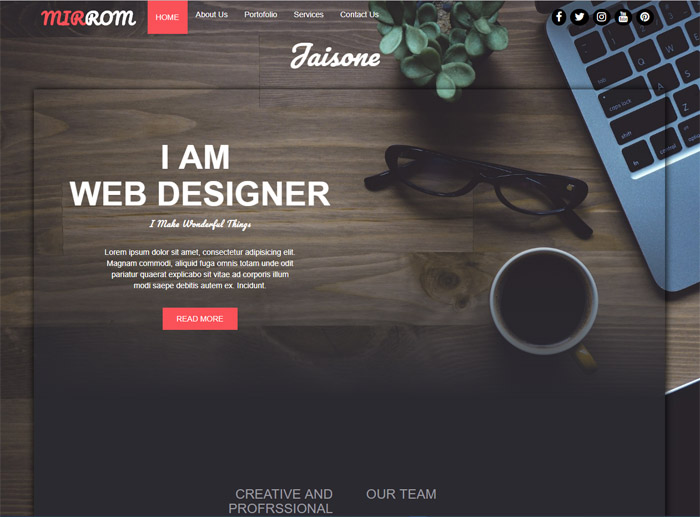 MIRROM
HOME About Us Portofolio Services Contact Us
Jaisone
I AM
WEB DESIGNER
I Make Wonderful Things
Lorem ipsum dolor sit amet, consectetur adipisicing elit.
Magnam commodi, aliquid fuga omnis totam unde odit
pariatur quaerat explicabo sit vitae ad corporis illum
modi saepe debitis autem ex. Incidunt.
READ MORE
CREATIVE AND OUR TEAM
PROFRSSIONAL